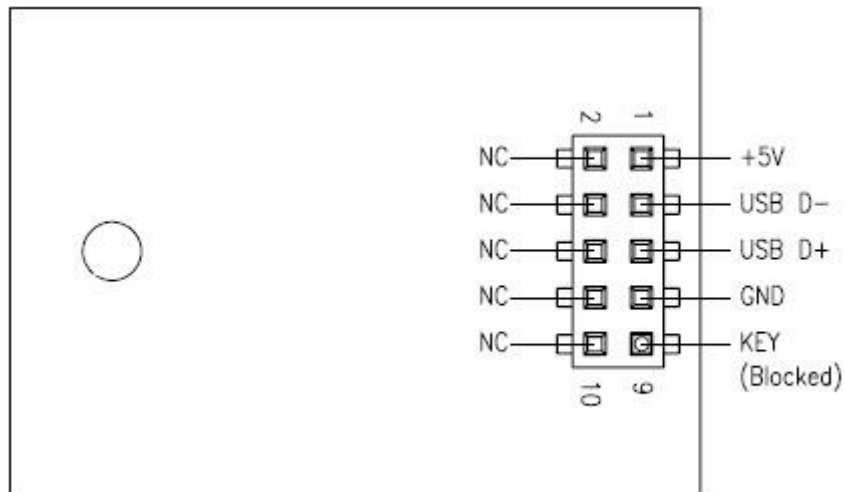 2 1
NC +5V
NC USB D-
NC USB D+
NC GND
NC KEY
(Blocked)
10 9